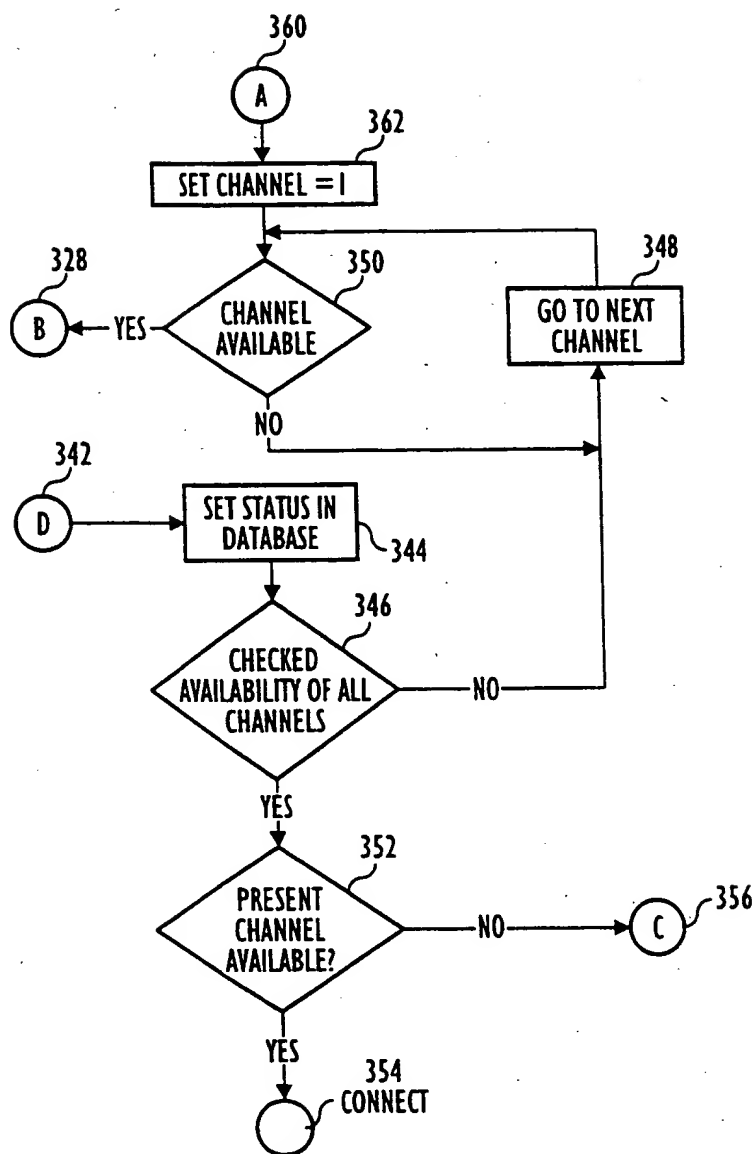 360
A
362
SET CHANNEL = 1
350
348
328
B
YES
CHANNEL
AVAILABLE
GO TO NEXT
CHANNEL
NO
342
D
SET STATUS IN
DATABASE
344
346
CHECKED
AVAILABILITY OF ALL
CHANNELS
NO
YES
352
PRESENT
CHANNEL
AVAILABLE?
NO
C
356
YES
354
CONNECT